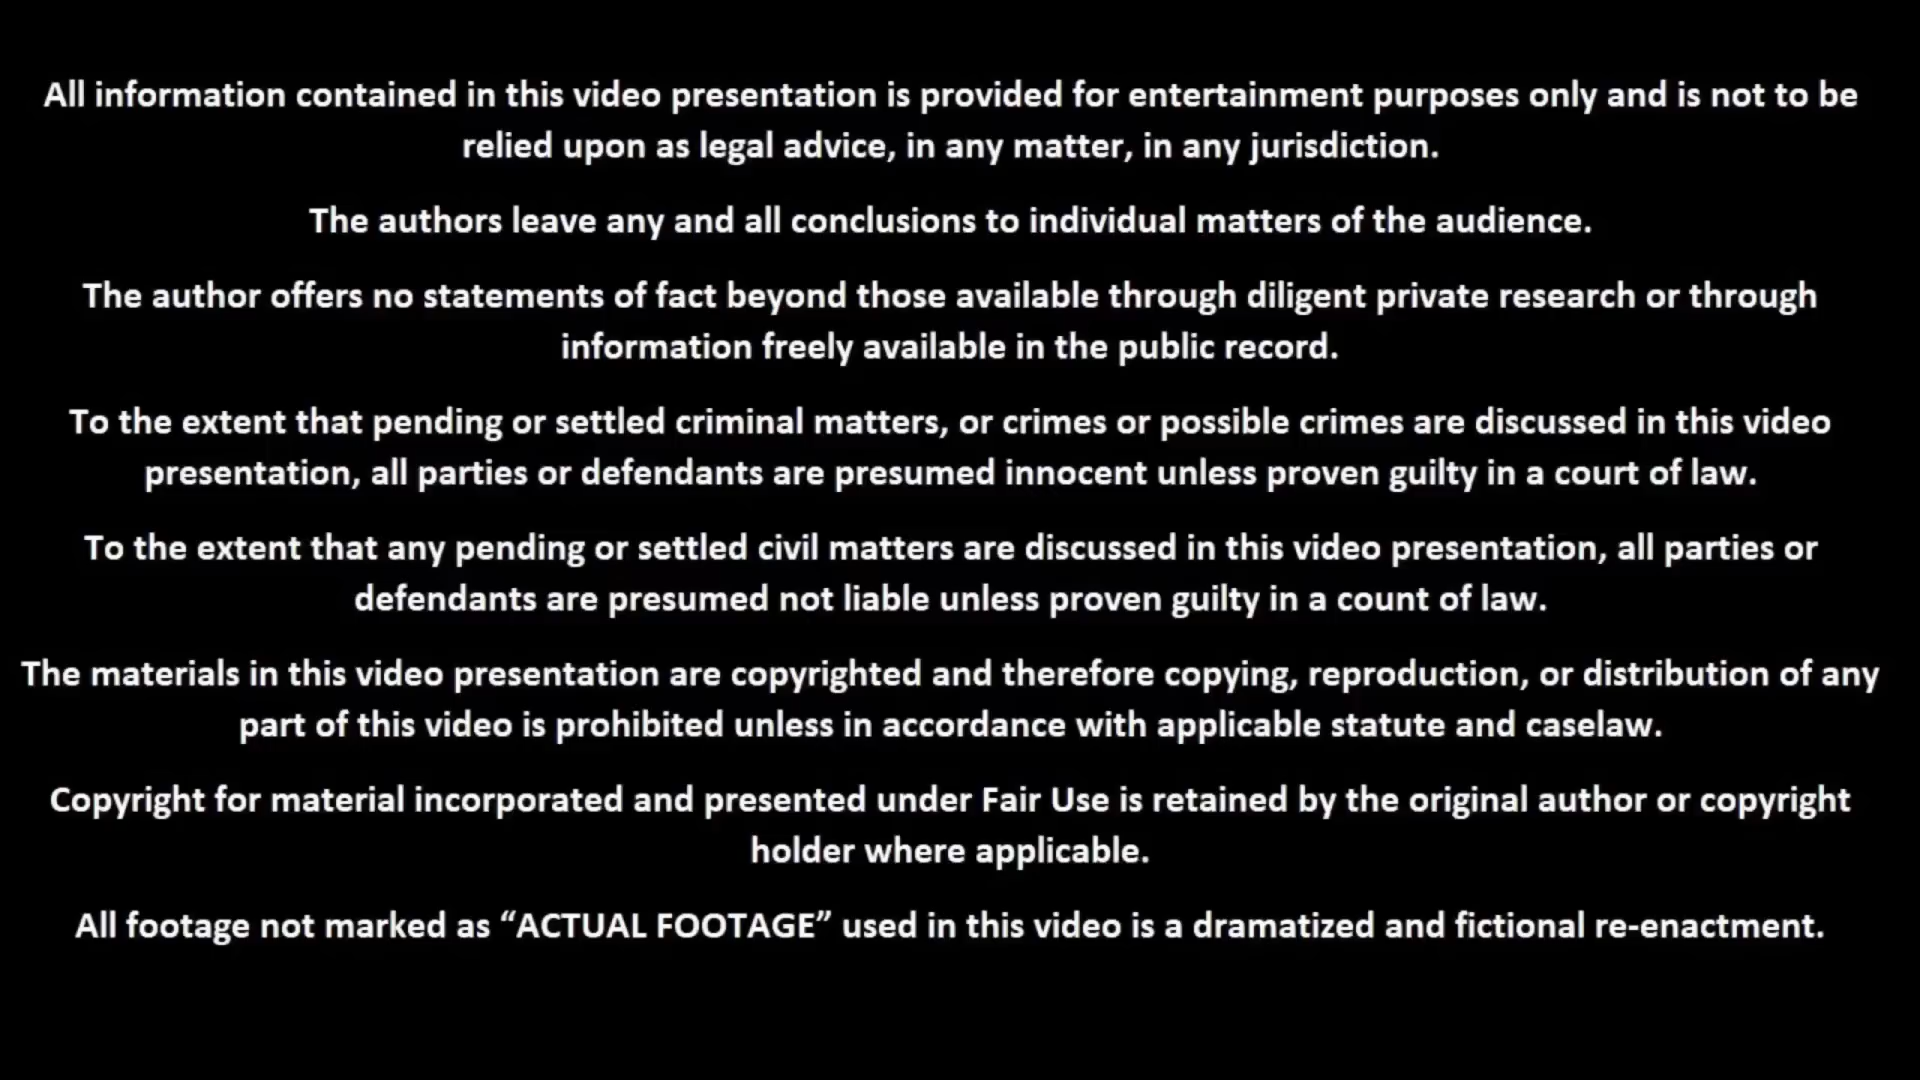 All information contained in this video presentation is provided for entertainment purposes only and is not to be
relied upon as legal advice, in any matter, in any jurisdiction.
The authors leave any and all conclusions to individual matters of the audience.
The author offers no statements of fact beyond those available through diligent private research or through
information freely available in the public record.
To the extent that pending or settled criminal matters, or crimes or possible crimes are discussed in this video
presentation, all parties or defendants are presumed innocent unless proven guilty in a court of law.
To the extent that any pending or settled civil matters are discussed in this video presentation, all parties or
defendants are presumed not liable unless proven guilty in a count of law.
The materials in this video presentation are copyrighted and therefore copying, reproduction, or distribution of any
part of this video is prohibited unless in accordance with applicable statute and caselaw.
Copyright for material incorporated and presented under Fair Use is retained by the original author or copyright
holder where applicable.
All footage not marked as “ACTUAL FOOTAGE” used in this video is a dramatized and fictional re-enactment.